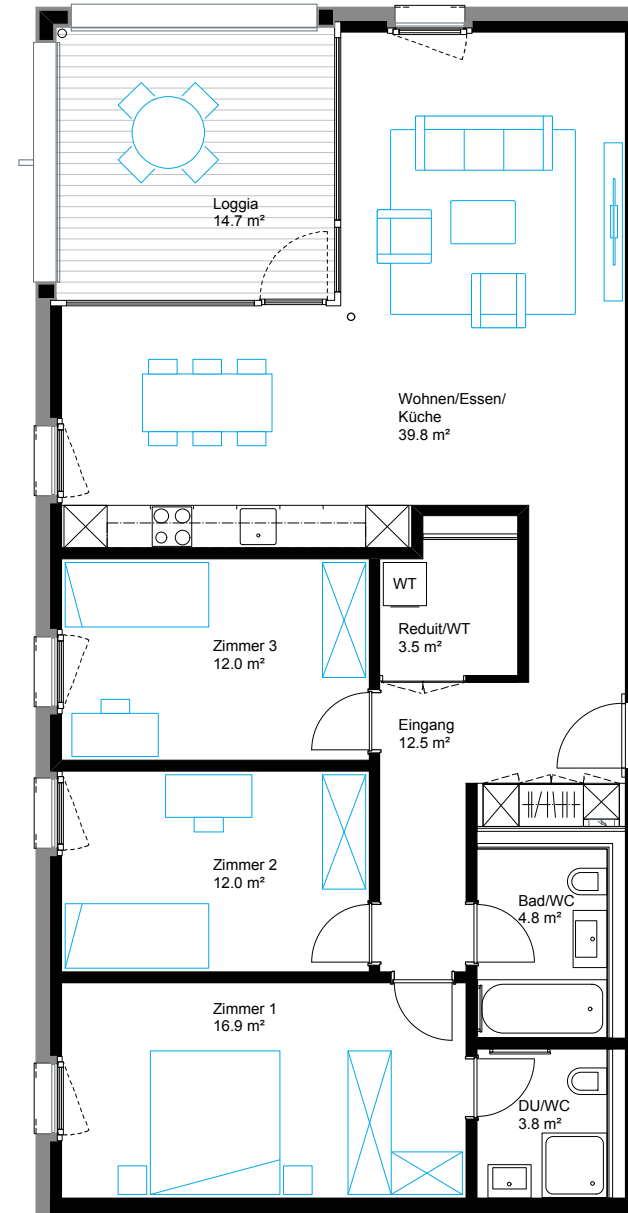 Loggia
14.7 m²
Wohnen/Essen/
Küche
39.8 m²
WT
Reduit/WT
3.5 m²
Zimmer 3
12.0 m²
Eingang
12.5 m²
Zimmer 2
12.0 m²
Bad/WC
4.8 m²
Zimmer 1
16.9 m²
DU/WC
3.8 m²